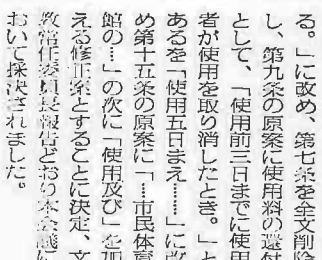 る。」に改め、第七条を全文削除
し、第九条の原案に使用料の還付
として、「使用前三日までに使用
者が使用を取り消したとき。」と
あるを「使用五日まえ……」に改
め第十五条の原案に「…市民体育
館の…」の次に「使用及び」を加
える修正案とすることに決定、文
教常任委員長報告どおり本会議に
おいて採決されました。